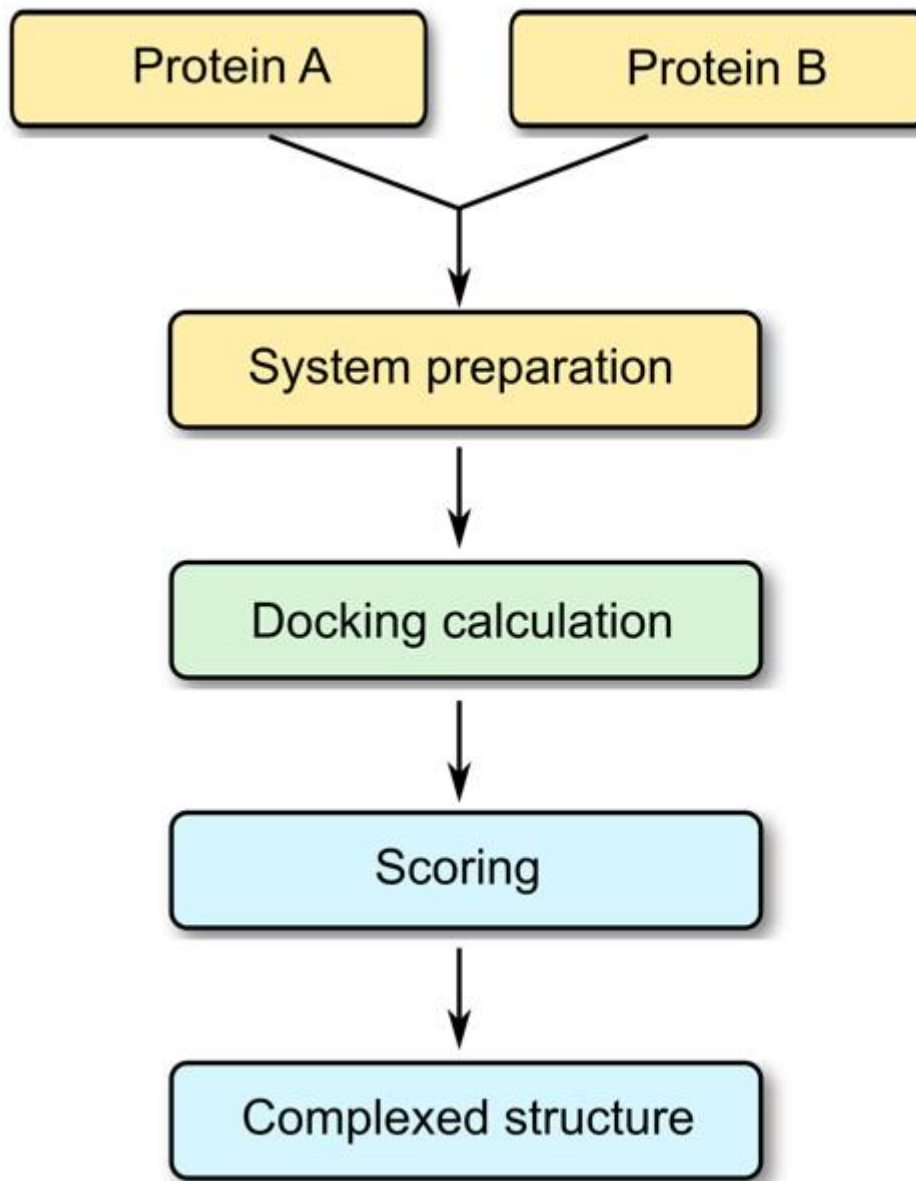 Protein A
Protein B
System preparation
Docking calculation
Scoring
Complexed structure